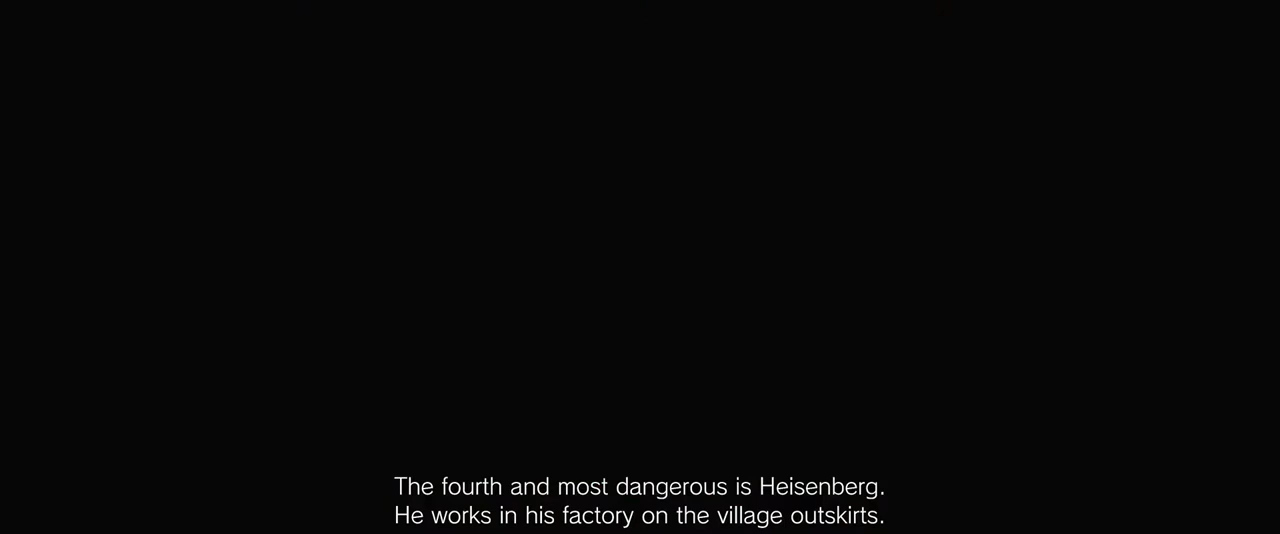 The fourth and most dangerous is Heisenberg.
He works in his factory on the village outskirts.